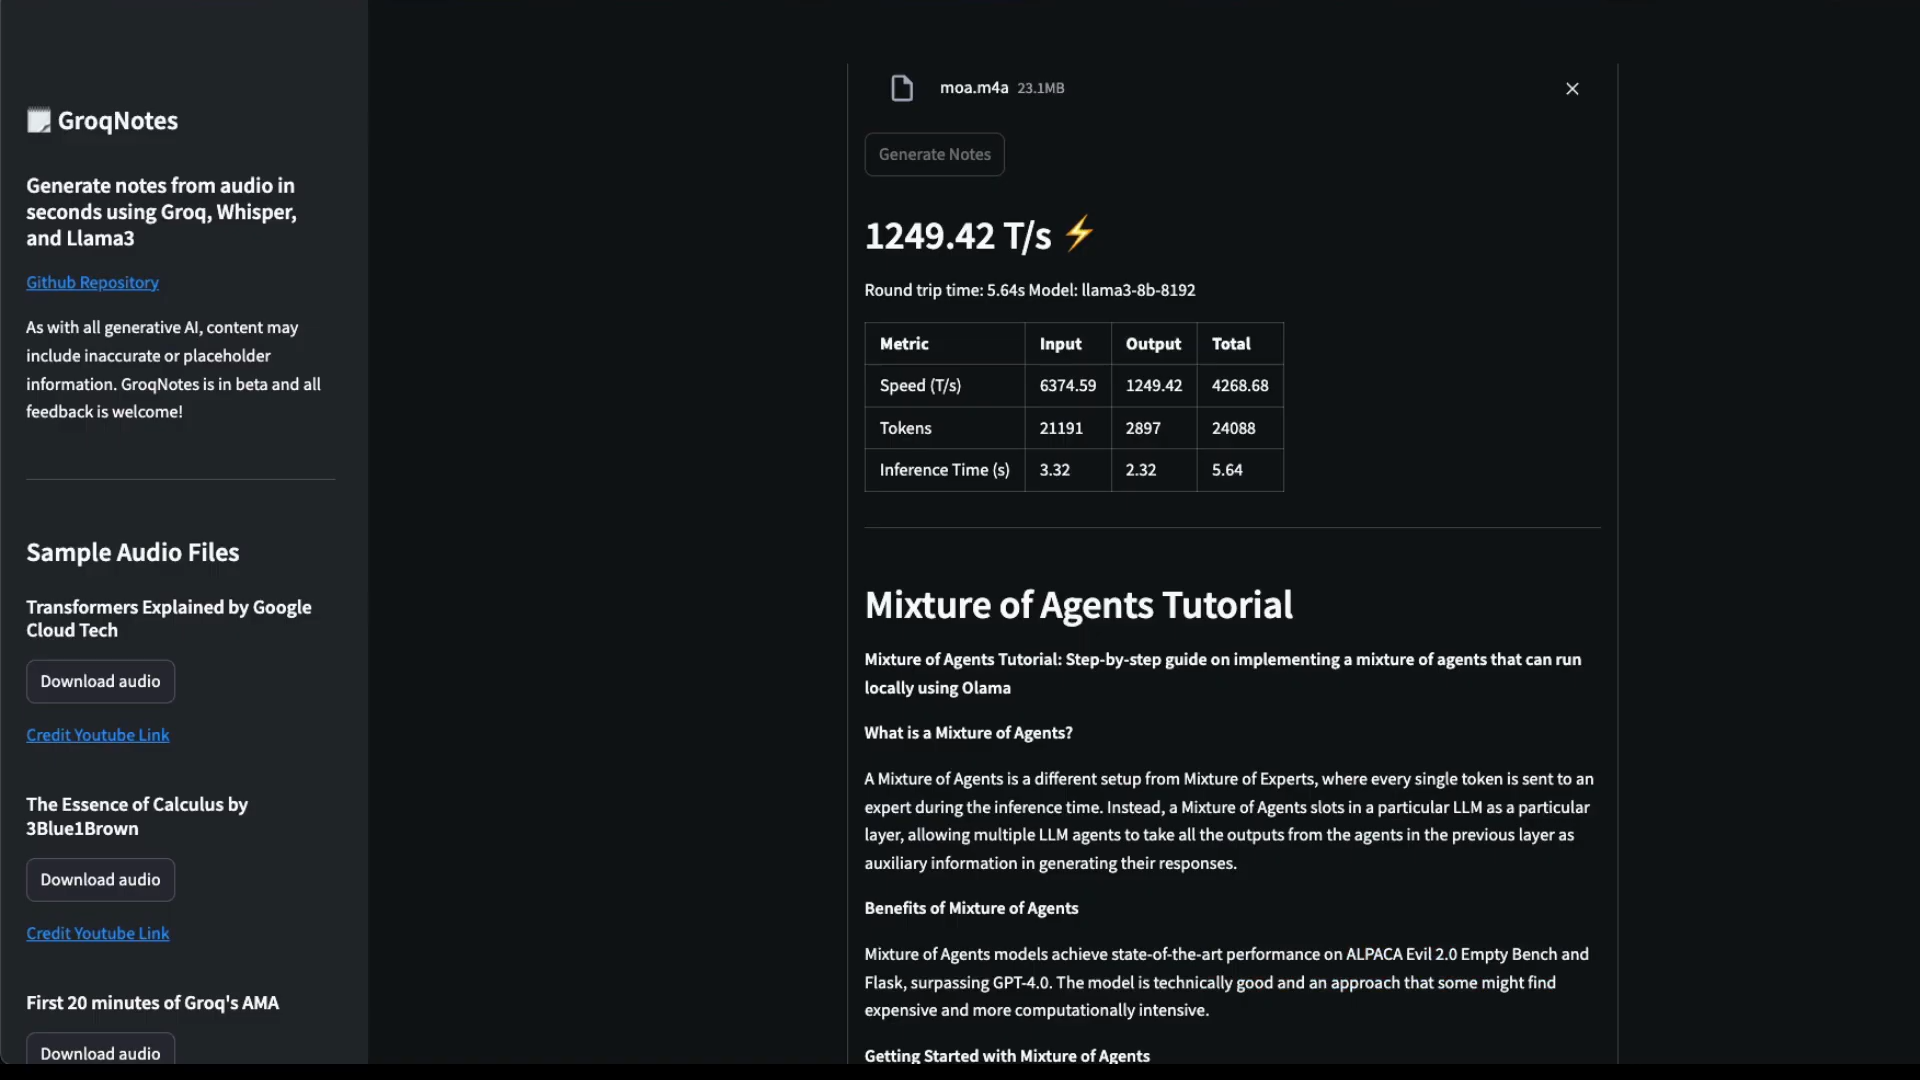 GroqNotes
Generate notes from audio in
seconds using Groq, Whisper,
and Llama3
Github Repository
As with all generative AI, content may
include inaccurate or placeholder
information. GroqNotes is in beta and all
feedback is welcome!
Sample Audio Files
Transformers Explained by Google
Cloud Tech
Download audio
Credit Youtube Link
The Essence of Calculus by
3Blue1Brown
Download audio
Credit Youtube Link
First 20 minutes of Groq's AMA
Download audio
moa.m4a 23.1MB
Generate Notes
1249.42 T/s ⚡
Round trip time: 5.64s Model: llama3-8b-8192
Metric Input Output Total
Speed (T/s) 6374.59 1249.42 4268.68
Tokens 21191 2897 24088
Inference Time (s) 3.32 2.32 5.64
Mixture of Agents Tutorial
Mixture of Agents Tutorial: Step-by-step guide on implementing a mixture of agents that can run
locally using Olama
What is a Mixture of Agents?
A Mixture of Agents is a different setup from Mixture of Experts, where every single token is sent to an
expert during the inference time. Instead, a Mixture of Agents slots in a particular LLM as a particular
layer, allowing multiple LLM agents to take all the outputs from the agents in the previous layer as
auxiliary information in generating their responses.
Benefits of Mixture of Agents
Mixture of Agents models achieve state-of-the-art performance on ALPACA Evil 2.0 Empty Bench and
Flask, surpassing GPT-4.0. The model is technically good and an approach that some might find
expensive and more computationally intensive.
Getting Started with Mixture of Agents